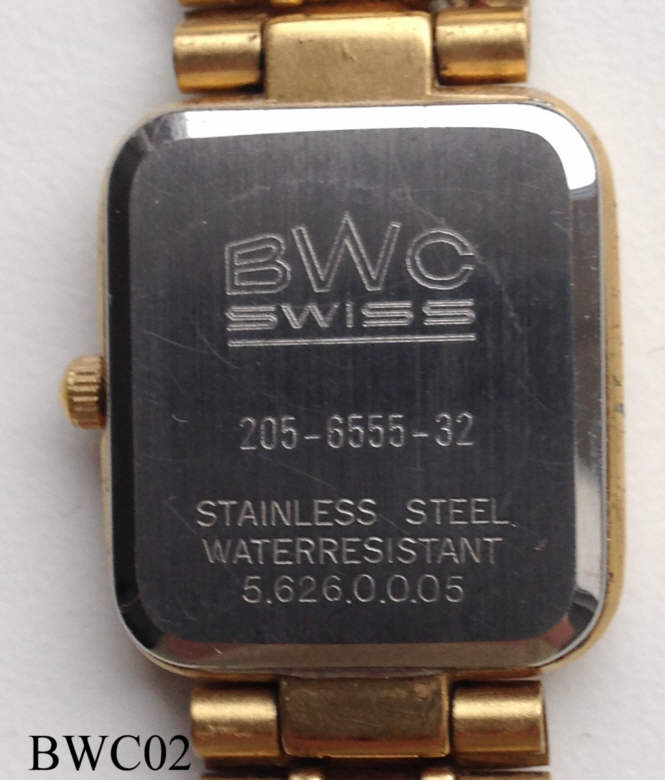 BWC
SWISS
205-6555-32
STAINLESS STEEL
WATERRESISTANT
5.626.0.0.05
BWC02